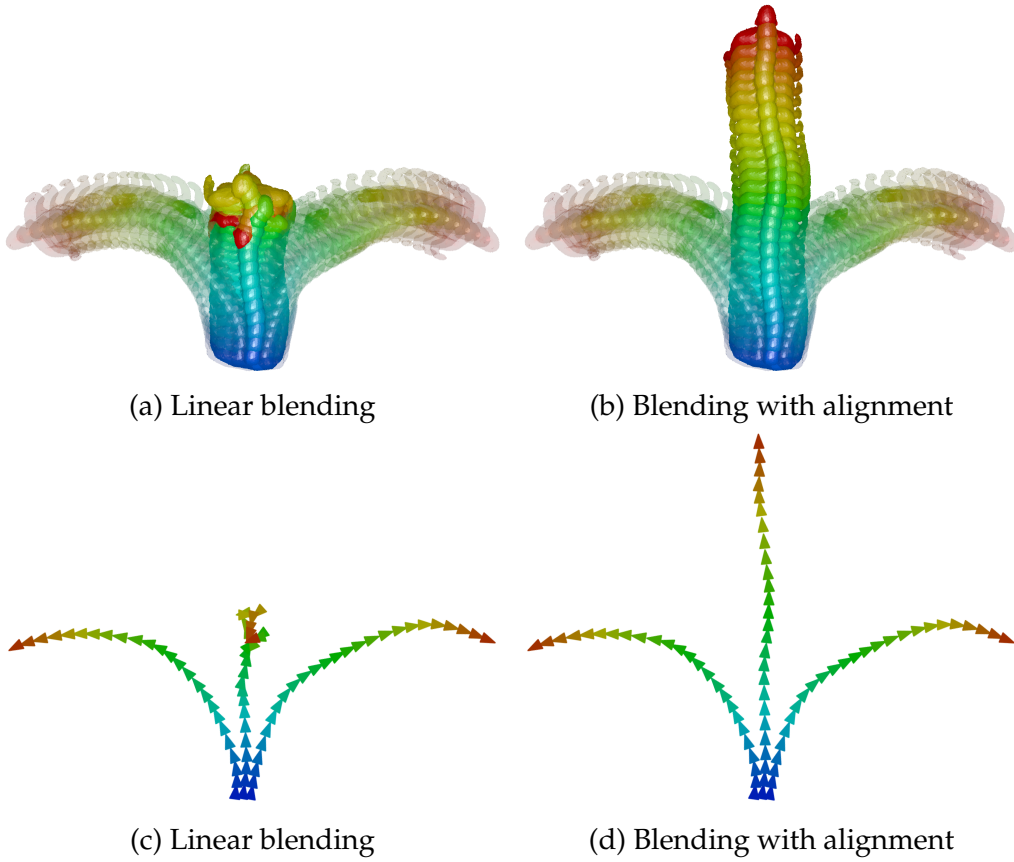 (a) Linear blending
(b) Blending with alignment
(c) Linear blending
(d) Blending with alignment